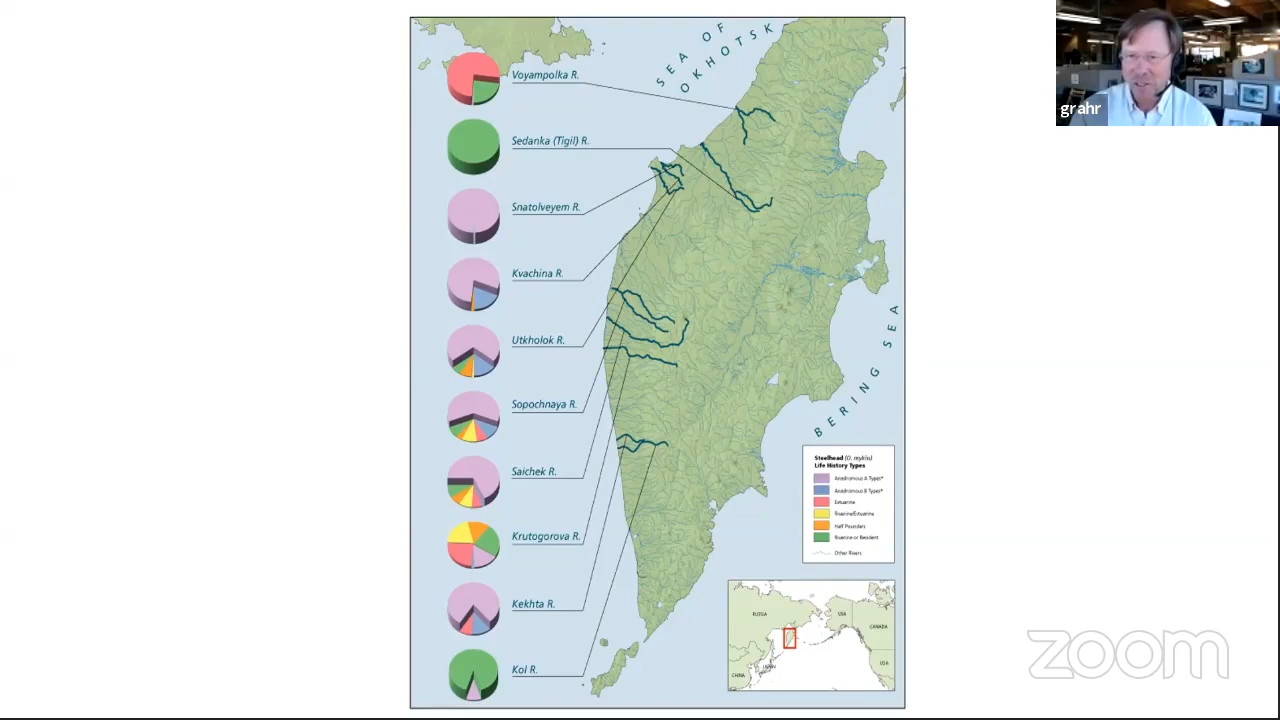 grahr
SEA OF
OKHOTSK
Voyampolka R.
Sedanka (Tigil) R.
Snatolveyem R.
Kvachina R.
Utkholok R.
Sopochnaya R.
Saichek R.
Krutogorova R.
Kekhta R.
Kol R.
BERING SEA
Steelhead (O. mykiss)
Life History Types
Anadromous A Types*
Anadromous B Types*
Estuarine
Riverine/Estuarine
Half Pounders
Riverine or Resident
Other Rivers
RUSSIA
USA
CANADA
USA
CHINA
JAPAN
zoom